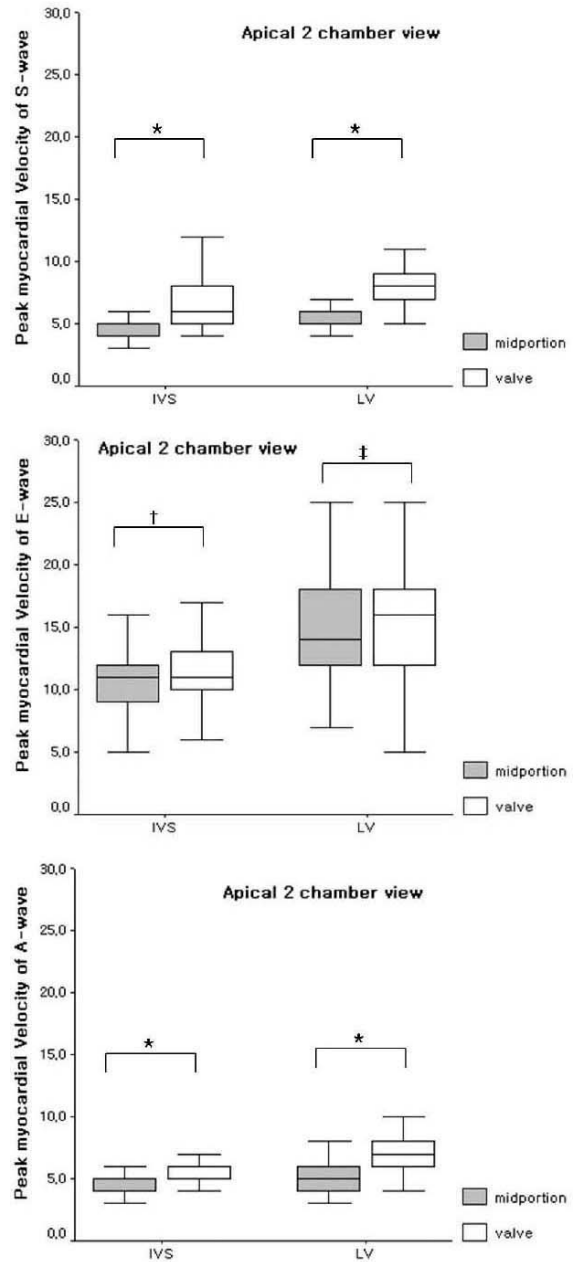 30,0
Apical 2 chamber view
25,0
20,0
* *
15,0
10,0
5,0
0,0
Peak myocardial Velocity of S-wave
IVS LV
midportion
valve
30,0
Apical 2 chamber view
‡
25,0
†
20,0
15,0
10,0
5,0
0,0
Peak myocardial Velocity of E-wave
IVS LV
midportion
valve
30,0
Apical 2 chamber view
25,0
20,0
* *
15,0
10,0
5,0
0,0
Peak myocardial Velocity of A-wave
IVS LV
midportion
valve